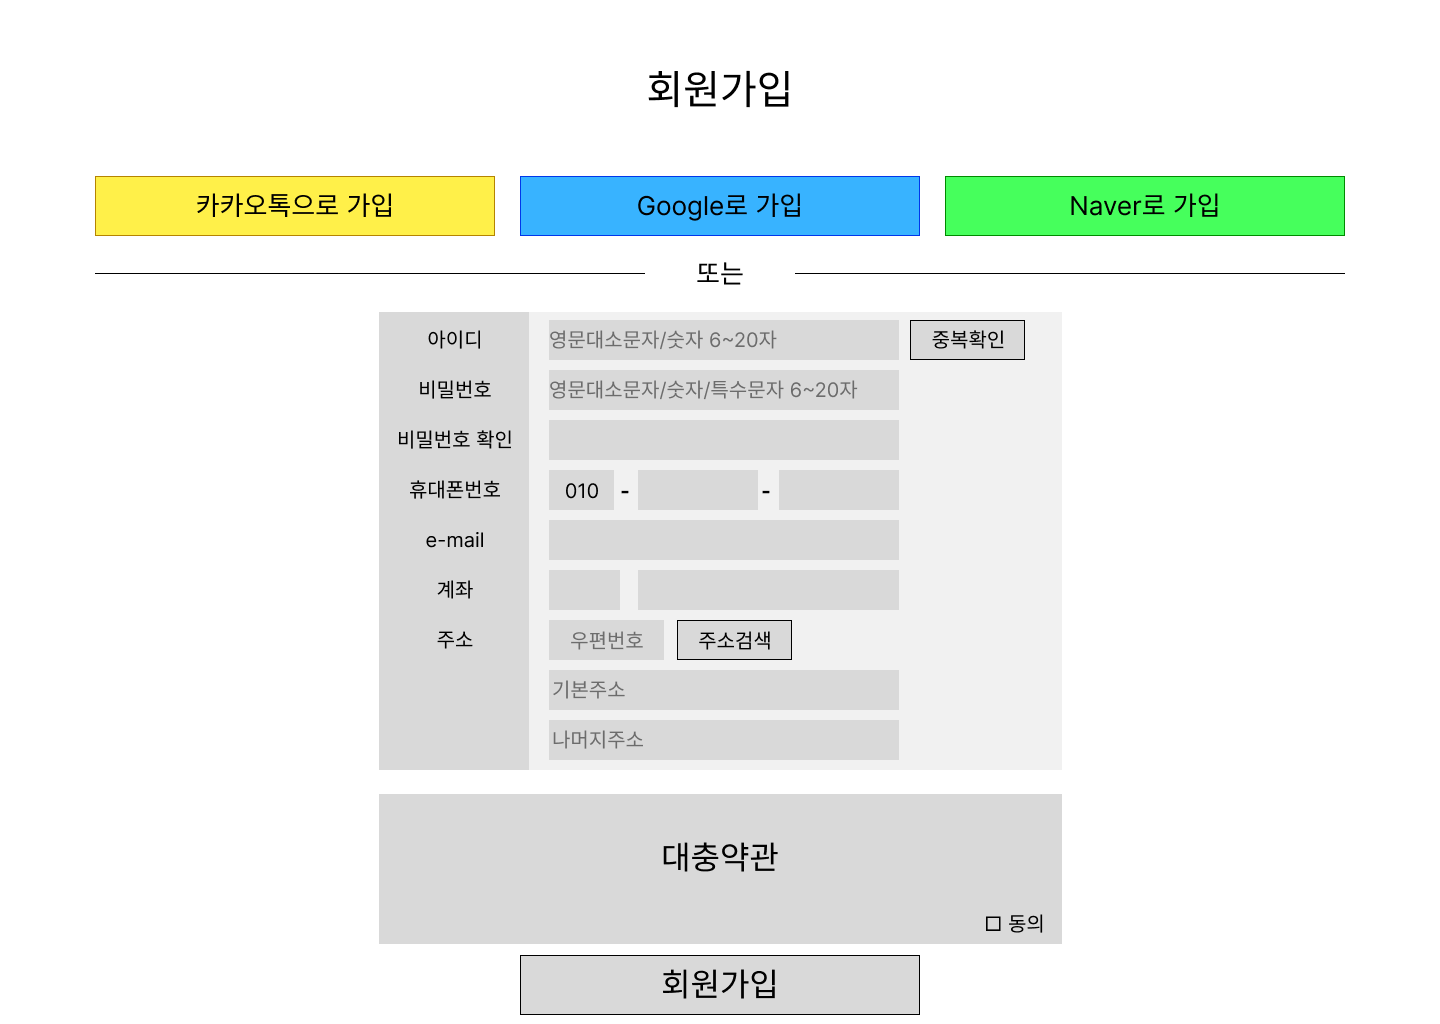 회원가입
카카오톡으로 가입
Google로 가입
Naver로 가입
또는
아이디 영문대소문자/숫자 6~20자 중복확인
비밀번호 영문대소문자/숫자/특수문자 6~20자
비밀번호 확인
휴대폰번호 010 - -
e-mail
계좌
주소 우편번호 주소검색
기본주소
나머지주소
대충약관
동의
회원가입